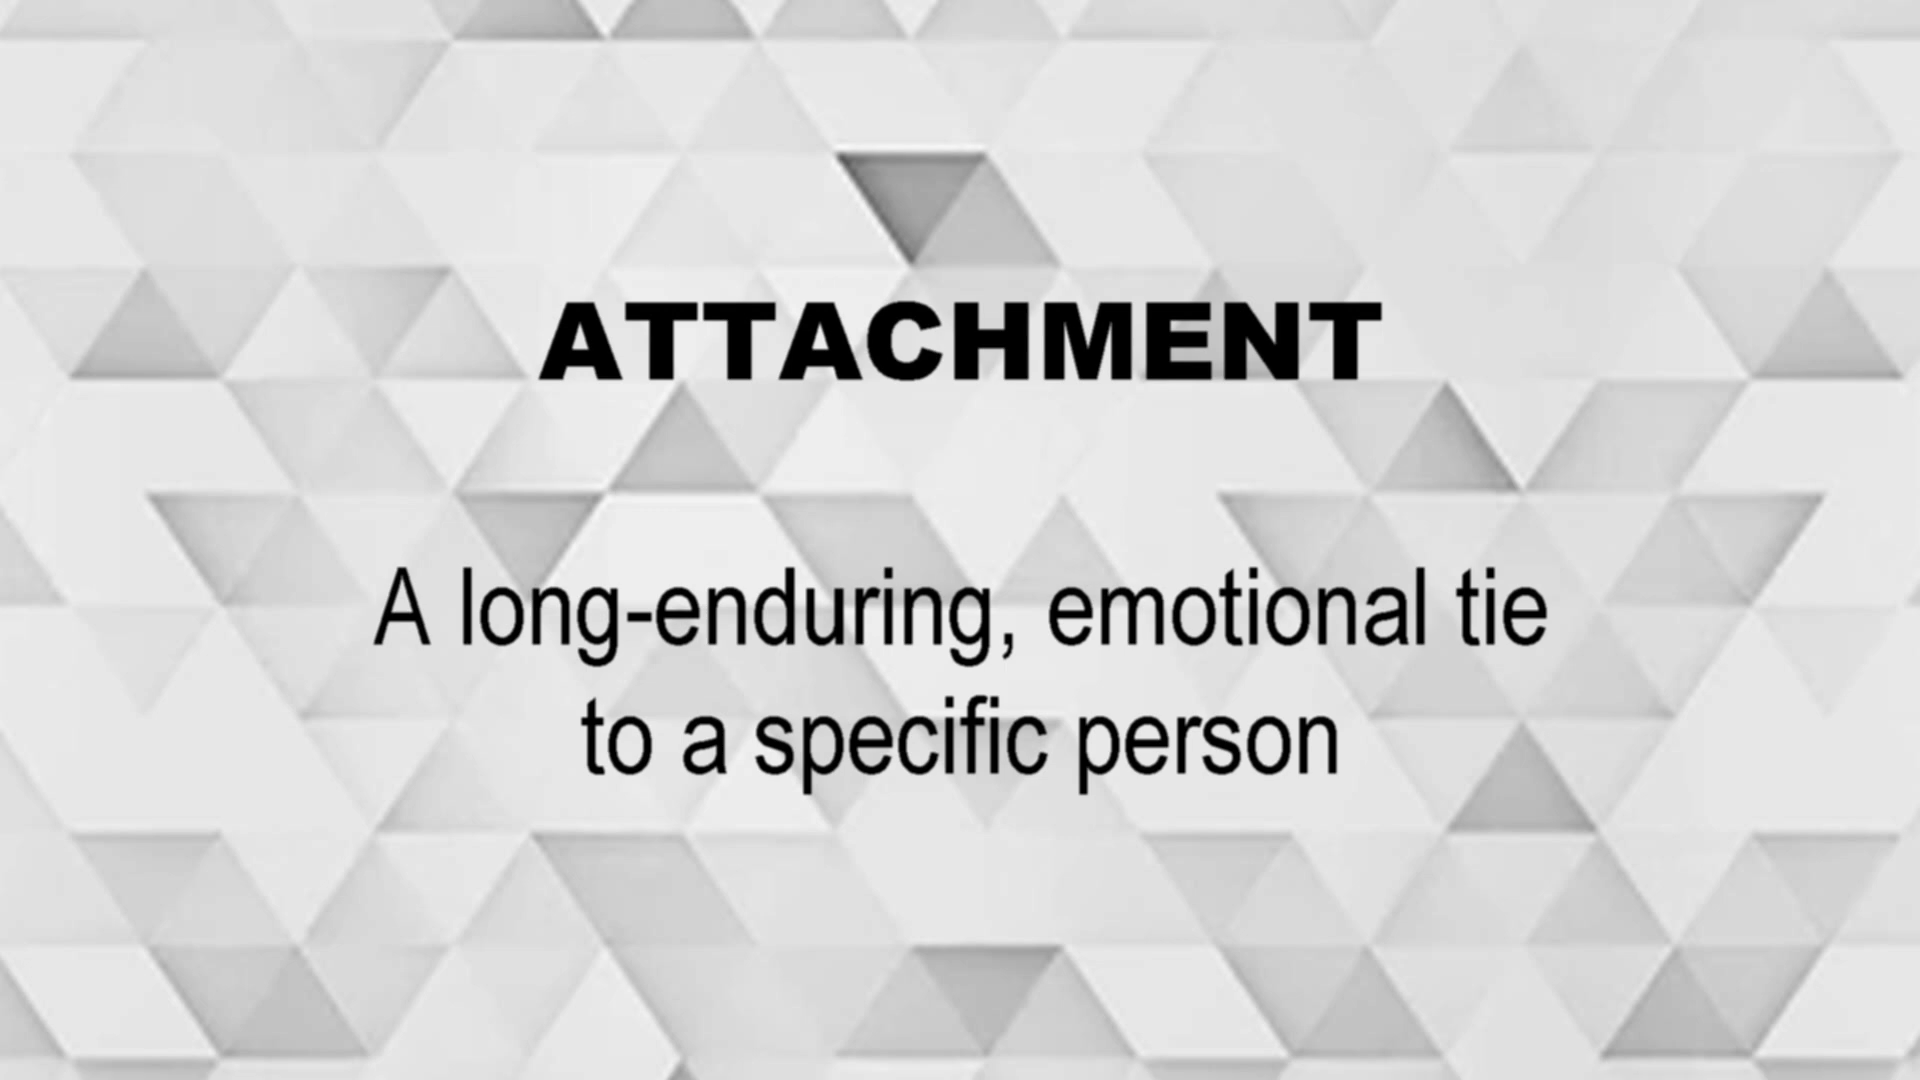 ATTACHMENT
A long-enduring, emotional tie
to a specific person